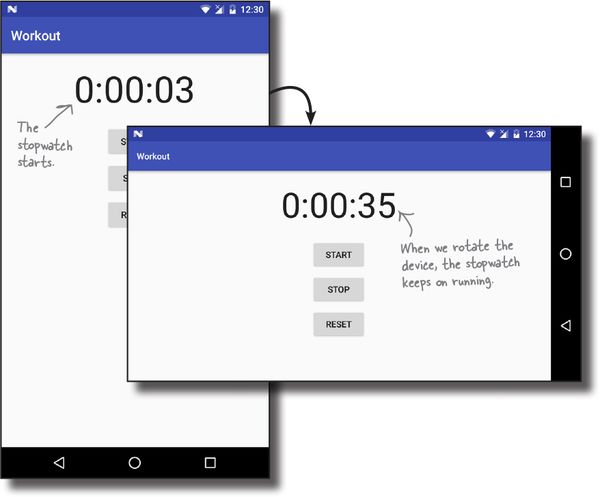 12:30
Workout
0:00:03
The
stopwatch
starts.
S
S
R
12:30
Workout
0:00:35
When we rotate the
device, the stopwatch
keeps on running.
START
STOP
RESET